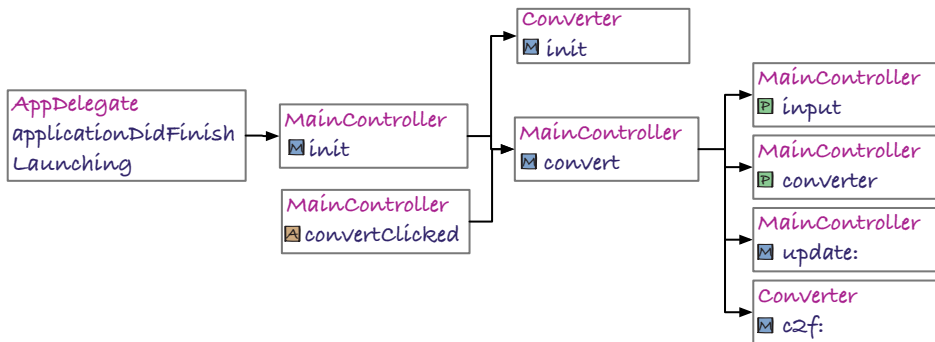 AppDelegate
applicationDidFinish
Launching
MainController
M init
MainController
A convertClicked
Converter
M init
MainController
M convert
MainController
P input
MainController
P converter
MainController
M update:
Converter
M c2f: